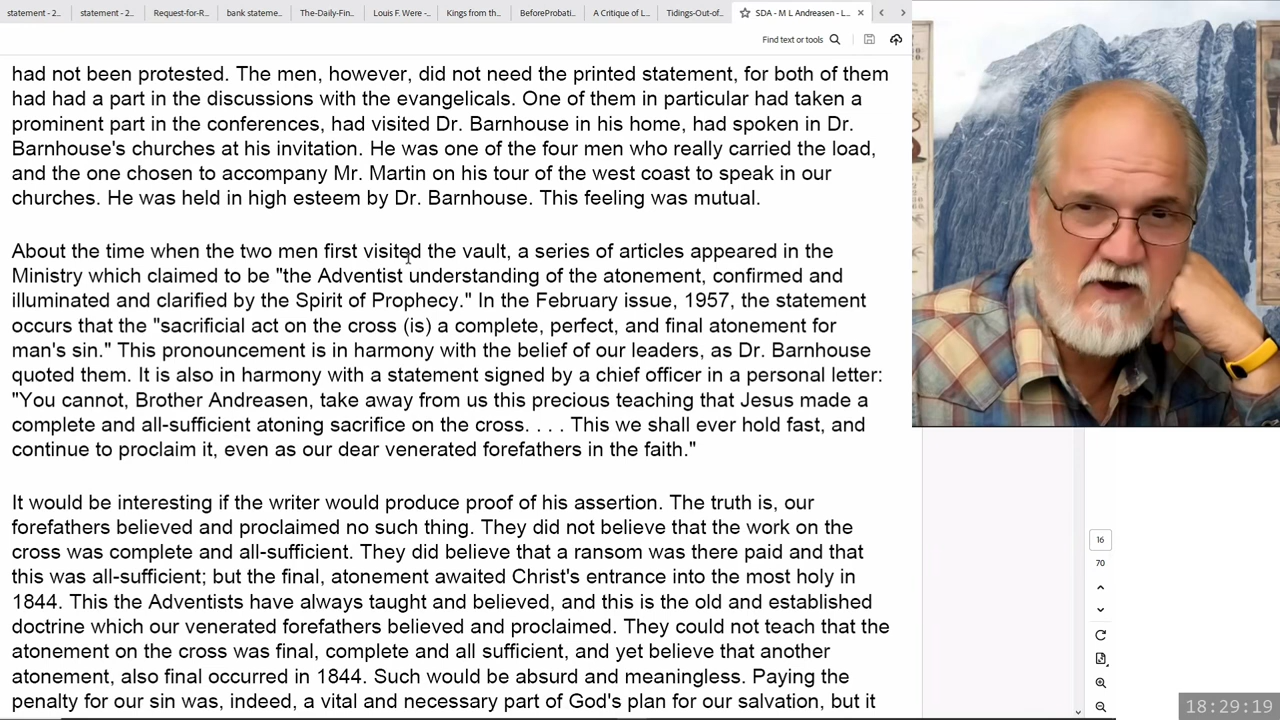 statement - 2...
statement - 2...
Request-for-R...
bank stateme...
The-Daily-Fin...
Louis F. Were -...
Kings from th...
BeforeProbati...
A Critique of L...
Tidings-Out-of...
SDA - M L Andreasen - L...
Find text or tools
had not been protested. The men, however, did not need the printed statement, for both of them
had had a part in the discussions with the evangelicals. One of them in particular had taken a
prominent part in the conferences, had visited Dr. Barnhouse in his home, had spoken in Dr.
Barnhouse's churches at his invitation. He was one of the four men who really carried the load,
and the one chosen to accompany Mr. Martin on his tour of the west coast to speak in our
churches. He was held in high esteem by Dr. Barnhouse. This feeling was mutual.
About the time when the two men first visited the vault, a series of articles appeared in the
Ministry which claimed to be "the Adventist understanding of the atonement, confirmed and
illuminated and clarified by the Spirit of Prophecy." In the February issue, 1957, the statement
occurs that the "sacrificial act on the cross (is) a complete, perfect, and final atonement for
man's sin." This pronouncement is in harmony with the belief of our leaders, as Dr. Barnhouse
quoted them. It is also in harmony with a statement signed by a chief officer in a personal letter:
"You cannot, Brother Andreasen, take away from us this precious teaching that Jesus made a
complete and all-sufficient atoning sacrifice on the cross. . . . This we shall ever hold fast, and
continue to proclaim it, even as our dear venerated forefathers in the faith."
It would be interesting if the writer would produce proof of his assertion. The truth is, our
forefathers believed and proclaimed no such thing. They did not believe that the work on the
cross was complete and all-sufficient. They did believe that a ransom was there paid and that
this was all-sufficient; but the final, atonement awaited Christ's entrance into the most holy in
1844. This the Adventists have always taught and believed, and this is the old and established
doctrine which our venerated forefathers believed and proclaimed. They could not teach that the
atonement on the cross was final, complete and all sufficient, and yet believe that another
atonement, also final occurred in 1844. Such would be absurd and meaningless. Paying the
penalty for our sin was, indeed, a vital and necessary part of God's plan for our salvation, but it
16
70
18:29:19